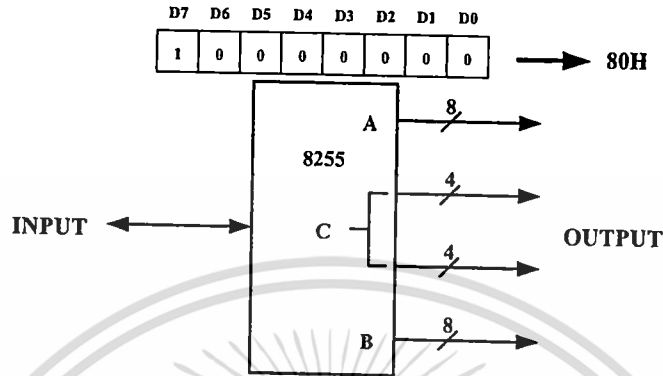 D7 D6 D5 D4 D3 D2 D1 D0
1 0 0 0 0 0 0 0 80H
A 8
8255
4
INPUT C OUTPUT
4
B 8